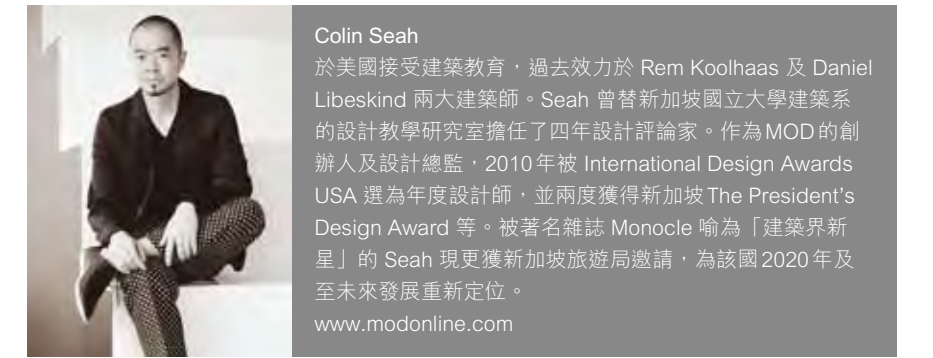 Colin Seah
於美國接受建築教育，過去效力於 Rem Koolhaas 及 Daniel
Libeskind 兩大建築師。Seah 曾替新加坡國立大學建築系
的設計教學研究室擔任了四年設計評論家。作為MOD的創
辦人及設計總監，2010年被 International Design Awards
USA 選為年度設計師，並兩度獲得新加坡The President’s
Design Award 等。被著名雜誌 Monocle 喻為「建築界新
星」的 Seah 現更獲新加坡旅遊局邀請，為該國2020年及
至未來發展重新定位。
www.modonline.com